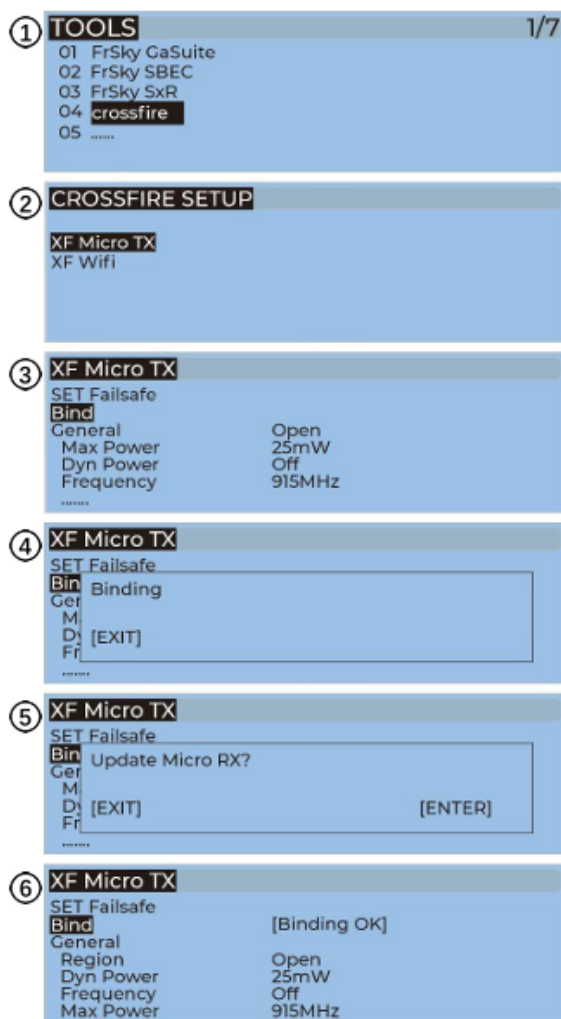 ① TOOLS 1/7
01 FrSky GaSuite
02 FrSky SBEC
03 FrSky SxR
04 crossfire
05 ......
② CROSSFIRE SETUP
XF Micro TX
XF Wifi
③ XF Micro TX
SET Failsafe
Bind
General Open
Max Power 25mW
Dyn Power Off
Frequency 915MHz
.......
④ XF Micro TX
SET Failsafe
Bin
Binding
Ger
M
Dy [EXIT]
Fr
.......
⑤ XF Micro TX
SET Failsafe
Bin
Update Micro RX?
Ger
M
Dy [EXIT] [ENTER]
Fr
.......
⑥ XF Micro TX
SET Failsafe
Bind [Binding OK]
General
Region Open
Dyn Power 25mW
Frequency Off
Max Power 915MHz